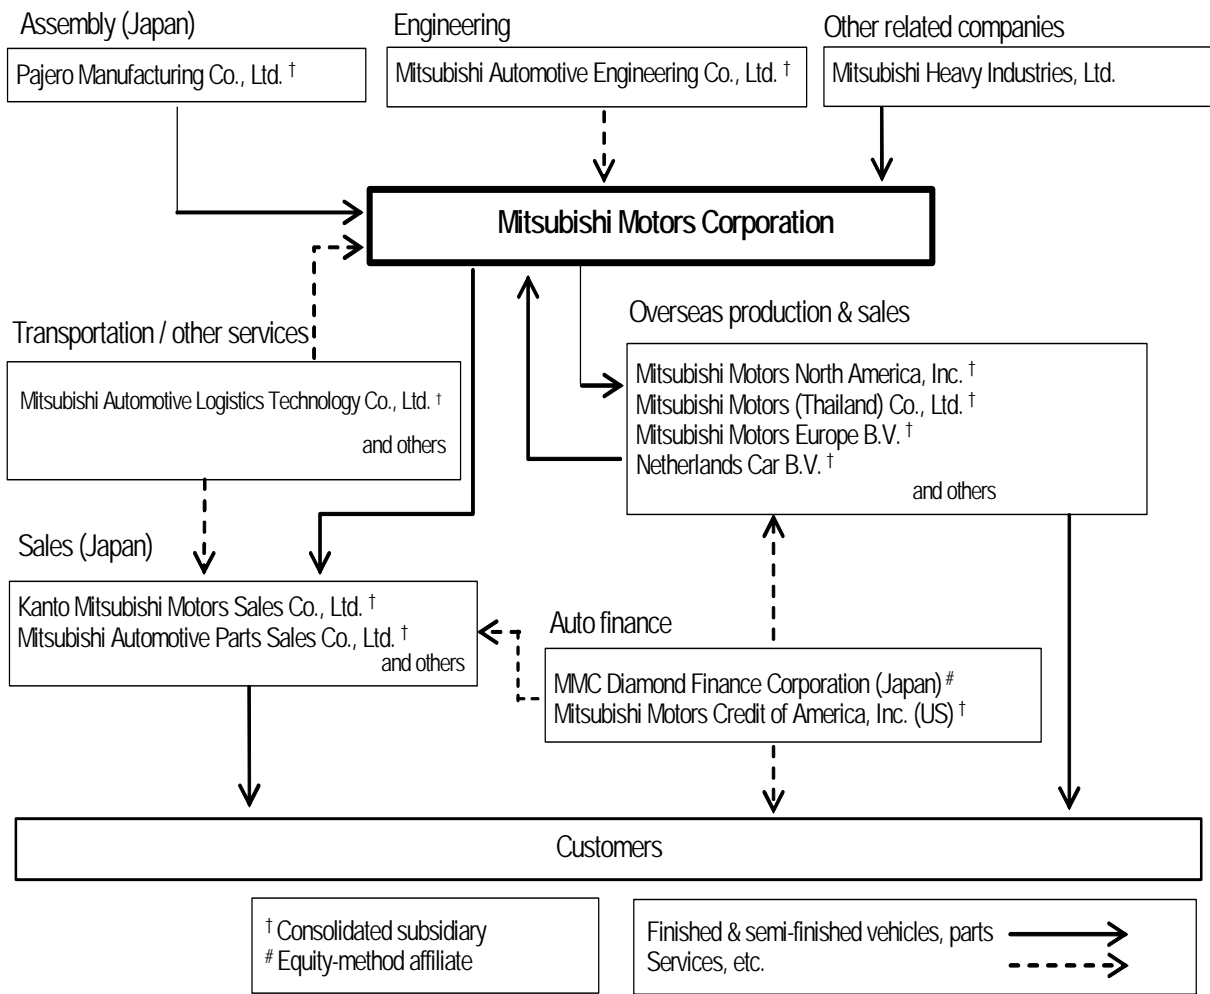 Assembly (Japan)
Pajero Manufacturing Co., Ltd. †
Engineering
Mitsubishi Automotive Engineering Co., Ltd. †
Other related companies
Mitsubishi Heavy Industries, Ltd.
Mitsubishi Motors Corporation
Transportation / other services
Mitsubishi Automotive Logistics Technology Co., Ltd. †
and others
Overseas production & sales
Mitsubishi Motors North America, Inc. †
Mitsubishi Motors (Thailand) Co., Ltd. †
Mitsubishi Motors Europe B.V. †
Netherlands Car B.V. †
and others
Sales (Japan)
Kanto Mitsubishi Motors Sales Co., Ltd. †
Mitsubishi Automotive Parts Sales Co., Ltd. †
and others
Auto finance
MMC Diamond Finance Corporation (Japan) #
Mitsubishi Motors Credit of America, Inc. (US) †
Customers
† Consolidated subsidiary
# Equity-method affiliate
Finished & semi-finished vehicles, parts
Services, etc.